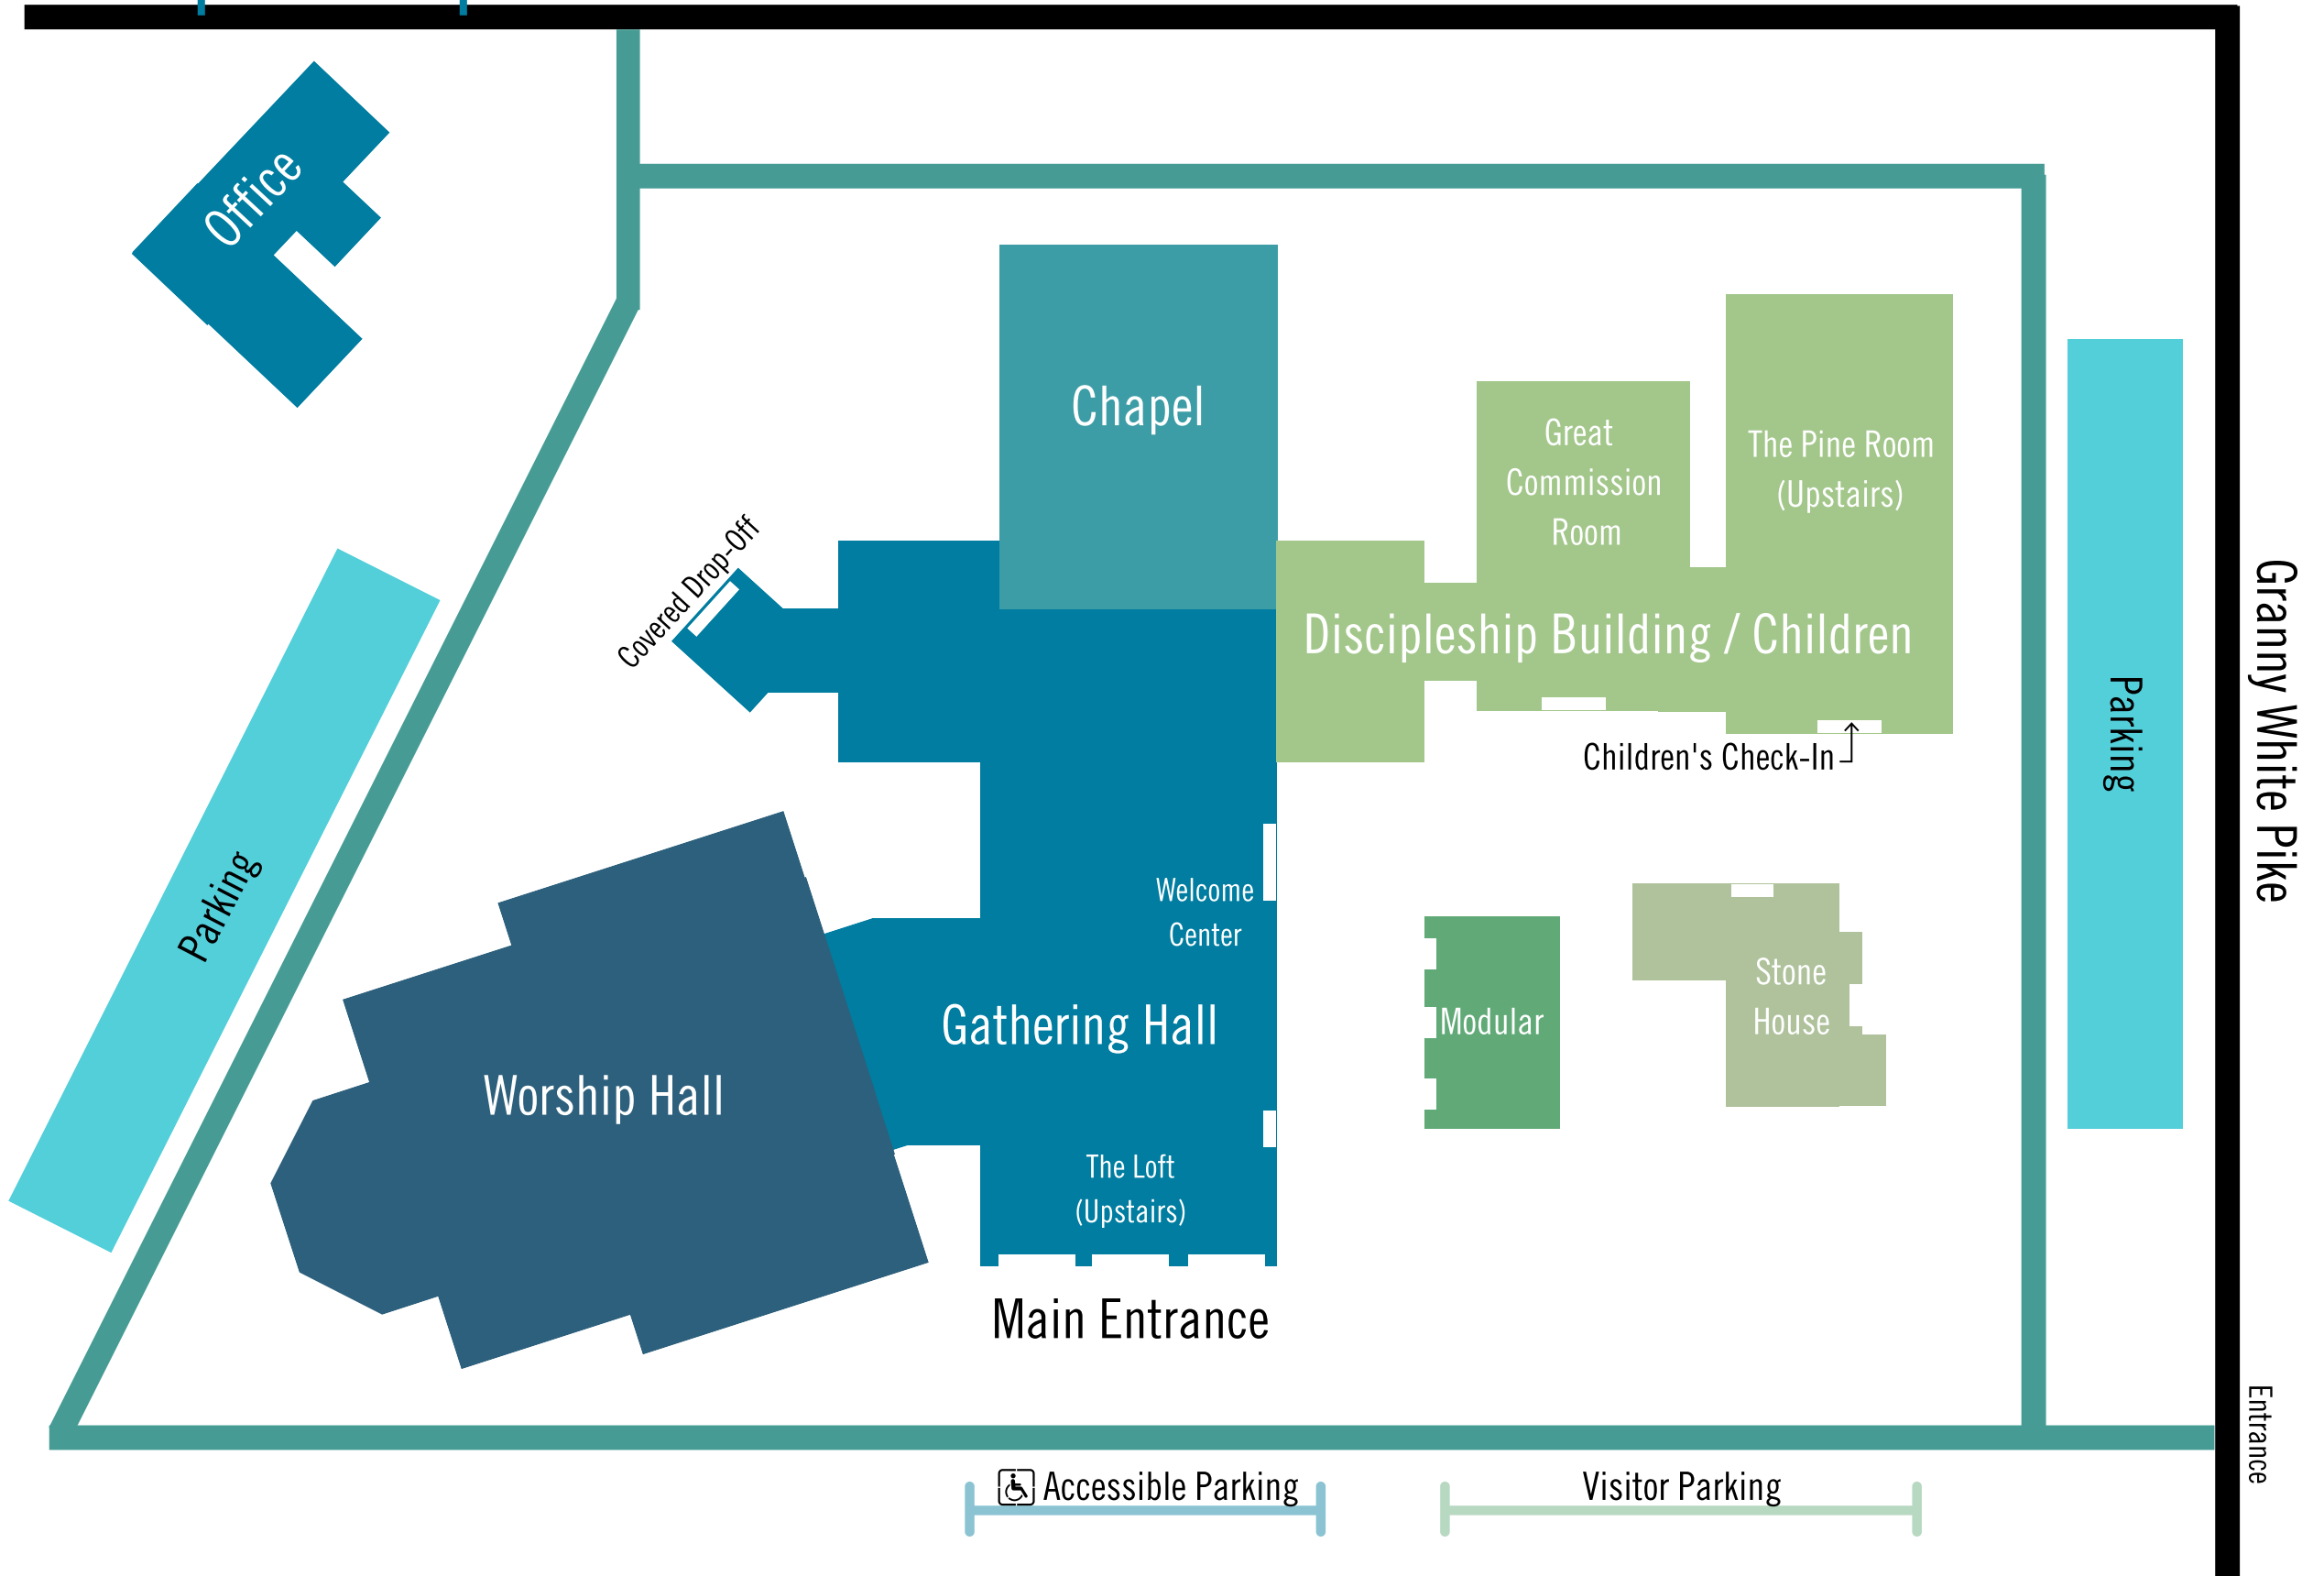 Office
Chapel
Great
Commission
Room
The Pine Room
(Upstairs)
Covered Drop-Off
Discipleship Building / Children
Children's Check-In
Parking
Granny White Pike
Parking
Welcome
Center
Gathering Hall
Modular
Stone
House
Worship Hall
The Loft
(Upstairs)
Main Entrance
Entrance
Accessible Parking
Visitor Parking